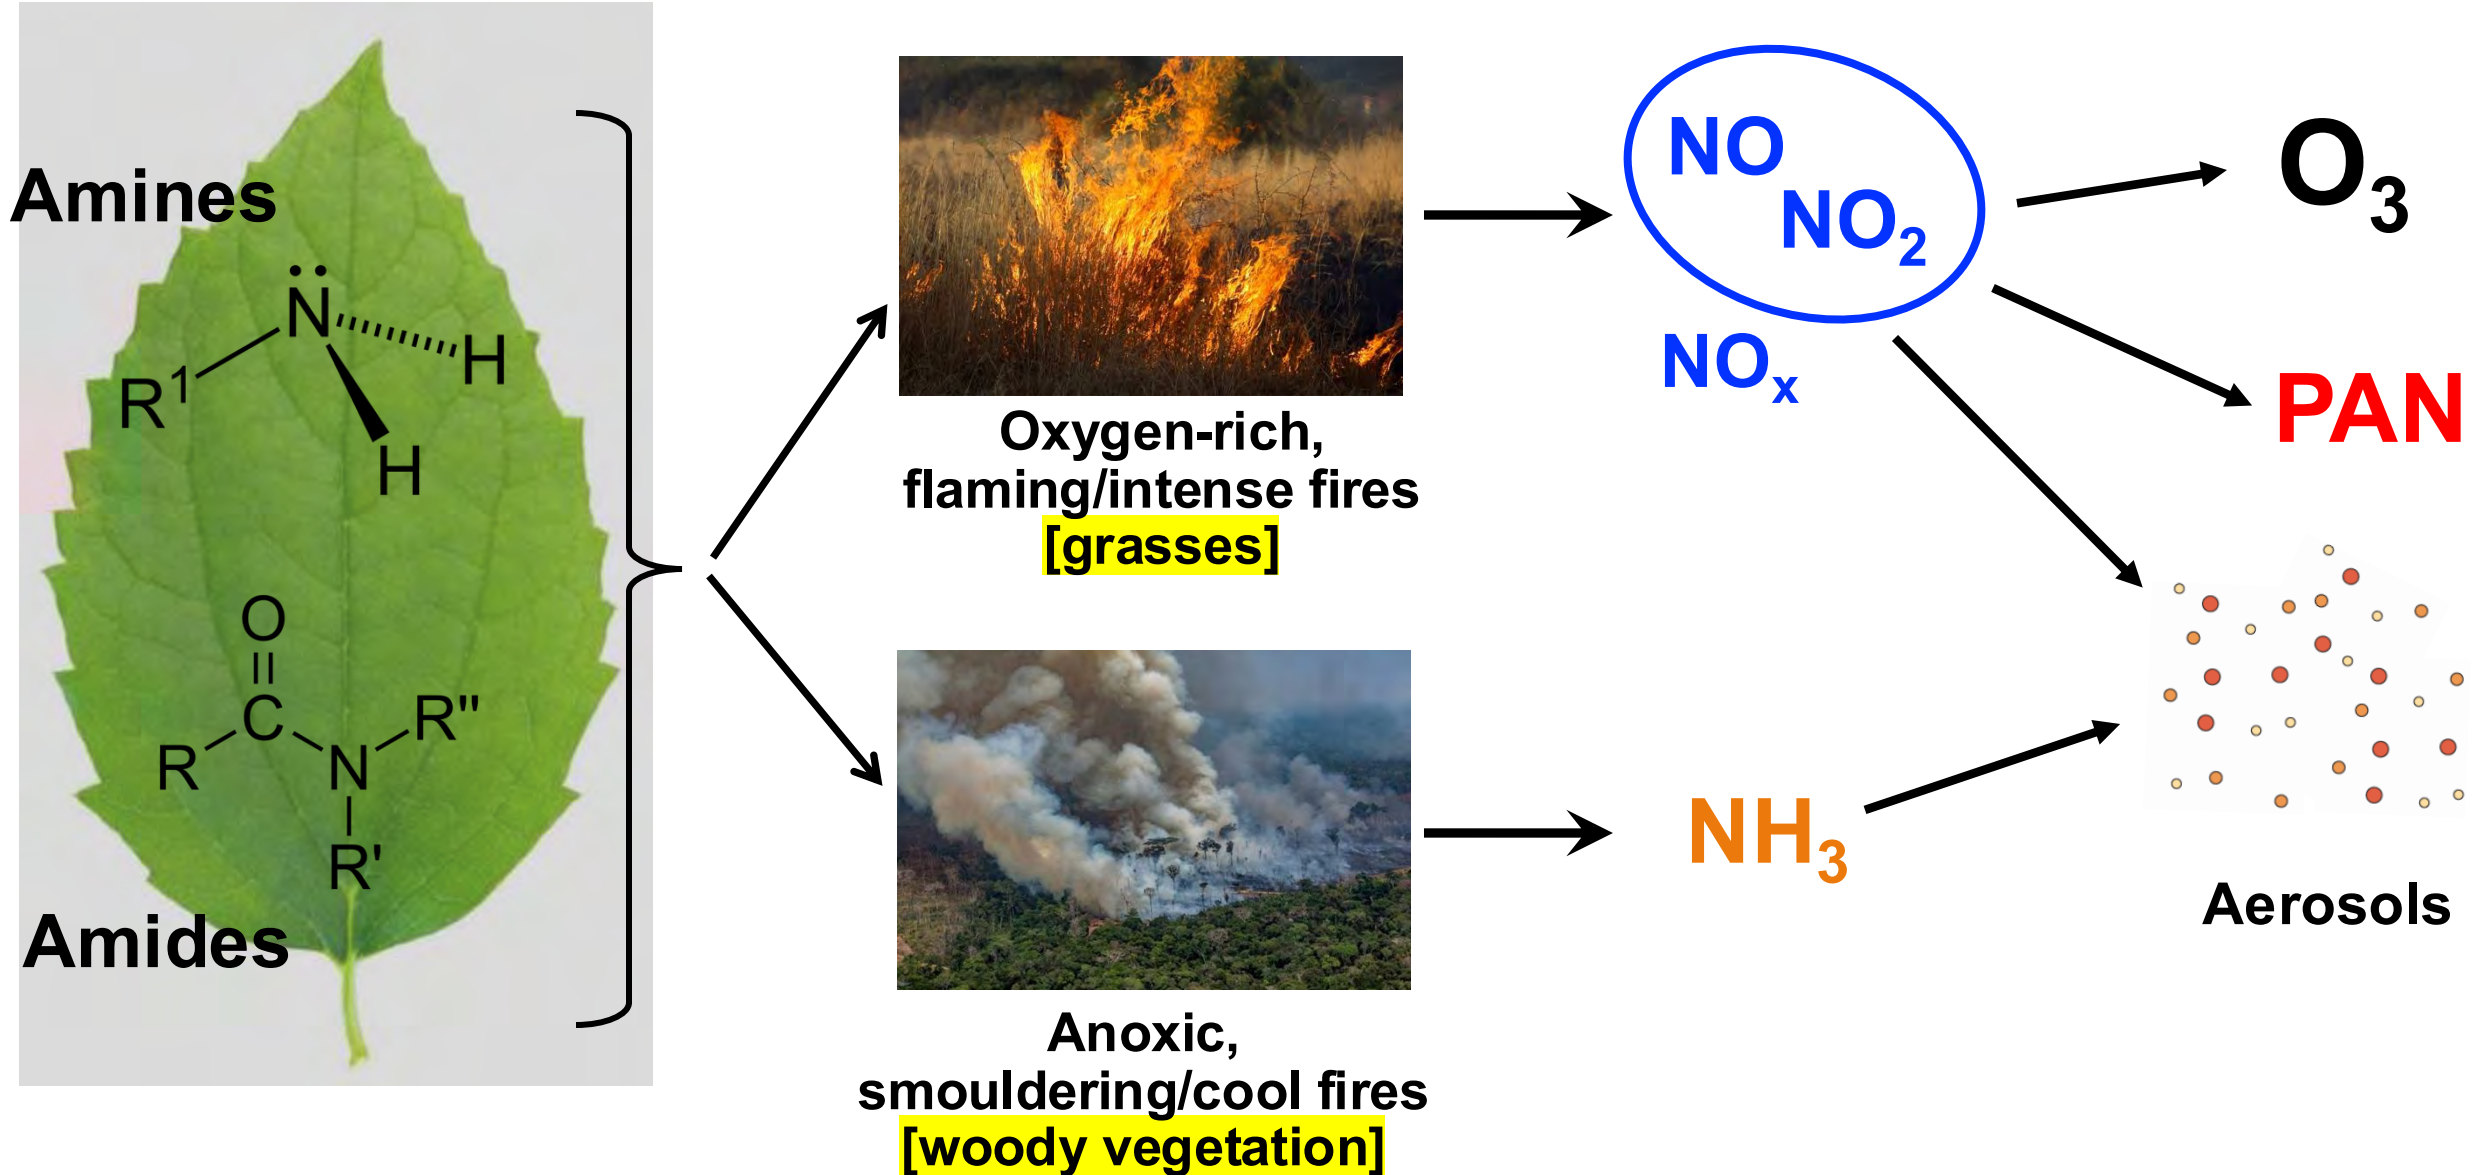 Amines
N
H
R¹
H
O
C
R"
R
N
R'
Amides
Oxygen-rich,
flaming/intense fires
[grasses]
Anoxic,
smouldering/cool fires
[woody vegetation]
NO
NO₂
NOₓ
NH₃
O₃
PAN
Aerosols